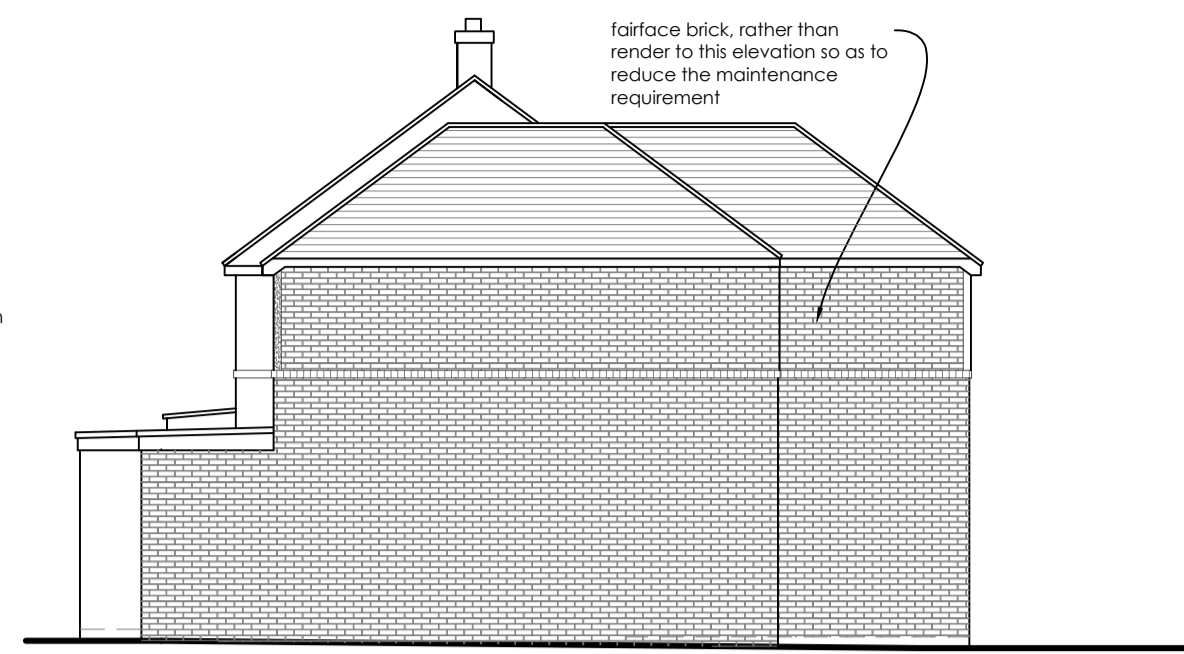 fairface brick, rather than
render to this elevation so as to
reduce the maintenance
requirement